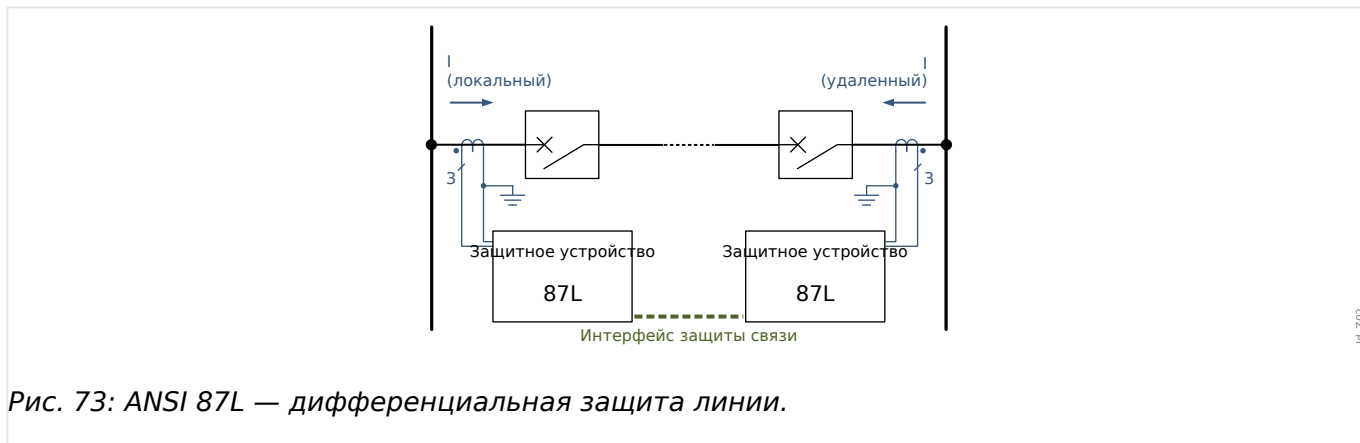 I
(локальный)
I
(удаленный)
3
3
Защитное устройство
Защитное устройство
87L
87L
Интерфейс защиты связи
Рис. 73: ANSI 87L — дифференциальная защита линии.